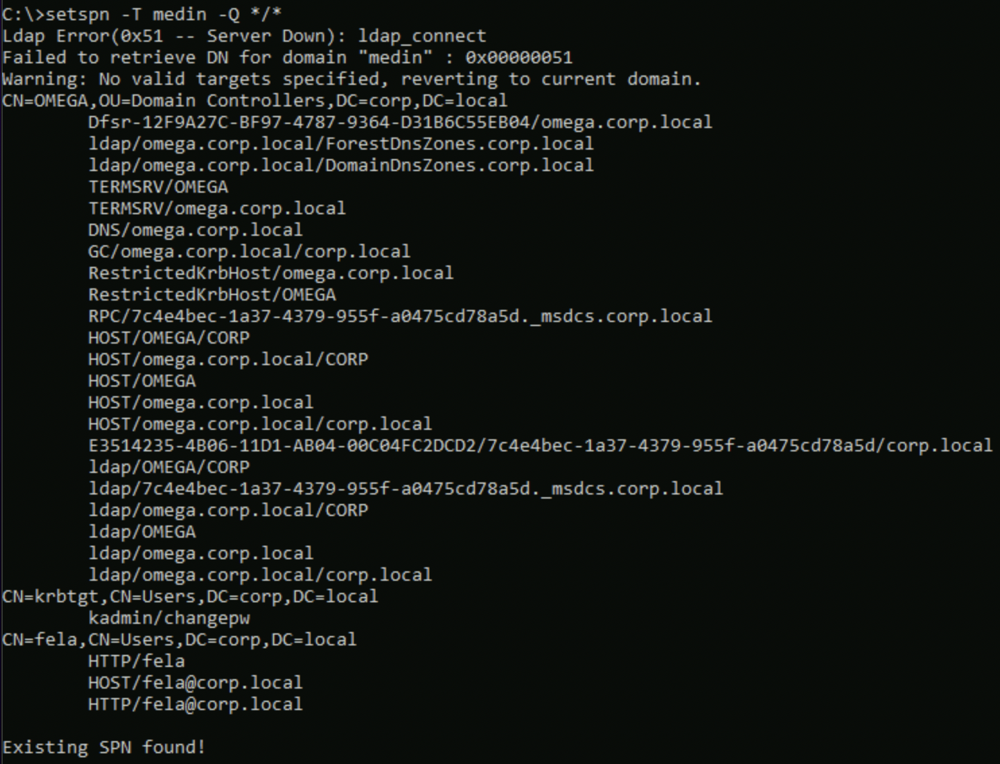 C:\>setspn -T medin -Q */*
Ldap Error(0x51 -- Server Down): ldap_connect
Failed to retrieve DN for domain "medin" : 0x00000051
Warning: No valid targets specified, reverting to current domain.
CN=OMEGA,OU=Domain Controllers,DC=corp,DC=local
Dfsr-12F9A27C-BF97-4787-9364-D31B6C55EB04/omega.corp.local
ldap/omega.corp.local/ForestDnsZones.corp.local
ldap/omega.corp.local/DomainDnsZones.corp.local
TERMSRV/OMEGA
TERMSRV/omega.corp.local
DNS/omega.corp.local
GC/omega.corp.local/corp.local
RestrictedKrbHost/omega.corp.local
RestrictedKrbHost/OMEGA
RPC/7c4e4bec-1a37-4379-955f-a0475cd78a5d._msdcs.corp.local
HOST/OMEGA/CORP
HOST/omega.corp.local/CORP
HOST/OMEGA
HOST/omega.corp.local
HOST/omega.corp.local/corp.local
E3514235-4B06-11D1-AB04-00C04FC2DCD2/7c4e4bec-1a37-4379-955f-a0475cd78a5d/corp.local
ldap/OMEGA/CORP
ldap/7c4e4bec-1a37-4379-955f-a0475cd78a5d._msdcs.corp.local
ldap/omega.corp.local/CORP
ldap/OMEGA
ldap/omega.corp.local
ldap/omega.corp.local/corp.local
CN=krbtgt,CN=Users,DC=corp,DC=local
kadmin/changepw
CN=fela,CN=Users,DC=corp,DC=local
HTTP/fela
HOST/fela@corp.local
HTTP/fela@corp.local
Existing SPN found!